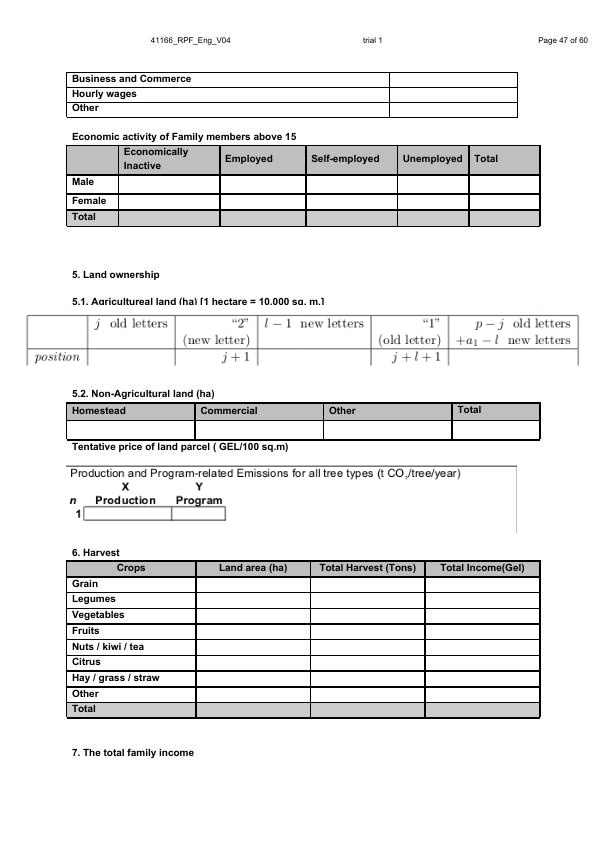 41166_RPF_Eng_V04 trial 1 Page 47 of 60
Business and Commerce
Hourly wages
Other
Economic activity of Family members above 15
Economically Inactive Employed Self-employed Unemployed Total
Male
Female
Total
5. Land ownership
5.1. Agricultureal land (ha) [1 hectare = 10,000 sq. m.]
j old letters “2” (new letter) l − 1 new letters “1” (old letter) p − j old letters +a₁ − l new letters
position j + 1 j + l + 1
5.2. Non-Agricultural land (ha)
Homestead Commercial Other Total
Tentative price of land parcel ( GEL/100 sq.m)
Production and Program-related Emissions for all tree types (t CO₂/tree/year)
X Y
n Production Program
1
6. Harvest
Crops Land area (ha) Total Harvest (Tons) Total Income(Gel)
Grain
Legumes
Vegetables
Fruits
Nuts / kiwi / tea
Citrus
Hay / grass / straw
Other
Total
7. The total family income